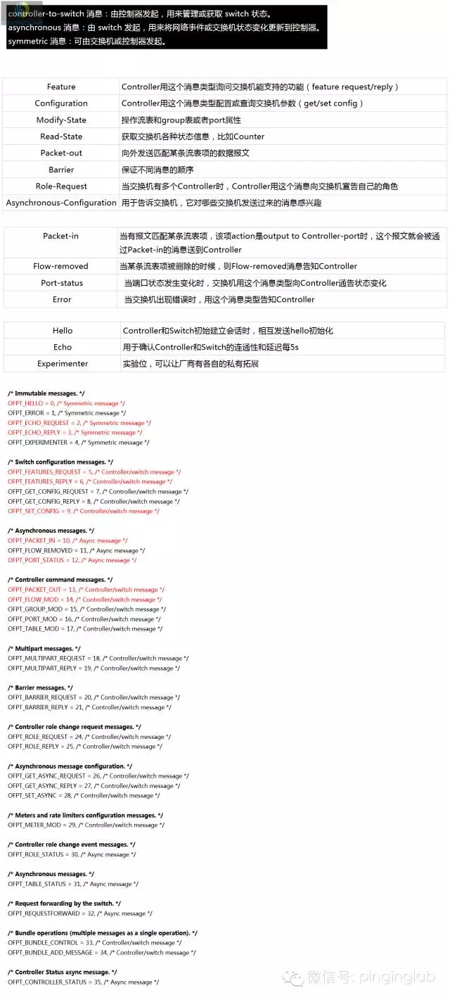 controller-to-switch 消息：由控制器发起，用来管理或获取 switch 状态。
asynchronous 消息：由 switch 发起，用来将网络事件或交换机状态变化更新到控制器。
symmetric 消息：可由交换机或控制器发起。
Feature Controller用这个消息类型询问交换机能支持的功能（feature request/reply）
Configuration Controller用这个消息类型配置或查询交换机参数（get/set config）
Modify-State 操作流表和group表或者port属性
Read-State 获取交换机各种状态信息，比如Counter
Packet-out 向外发送匹配某条流表项的数据报文
Barrier 保证不同消息的顺序
Role-Request 当交换机有多个Controller时，Controller用这个消息向交换机宣告自己的角色
Asynchronous-Configuration 用于告诉交换机，它对哪些交换机发送过来的消息感兴趣
Packet-in 当有报文匹配某条流表项，该项action是output to Controller-port时，这个报文就会被通
过Packet-in的消息送到Controller
Flow-removed 当某条流表项被删除的时候，则Flow-removed消息告知Controller
Port-status 当端口状态发生变化时，交换机用这个消息类型向Controller通告状态变化
Error 当交换机出现错误时，用这个消息类型告知Controller
Hello Controller和Switch初始建立会话时，相互发送hello初始化
Echo 用于确认Controller和Switch的连通性和延迟每5s
Experimenter 实验位，可以让厂商有各自的私有拓展
/* Immutable messages. */
OFPT_HELLO = 0, /* Symmetric message */
OFPT_ERROR = 1, /* Symmetric message */
OFPT_ECHO_REQUEST = 2, /* Symmetric message */
OFPT_ECHO_REPLY = 3, /* Symmetric message */
OFPT_EXPERIMENTER = 4, /* Symmetric message */
/* Switch configuration messages. */
OFPT_FEATURES_REQUEST = 5, /* Controller/switch message */
OFPT_FEATURES_REPLY = 6, /* Controller/switch message */
OFPT_GET_CONFIG_REQUEST = 7, /* Controller/switch message */
OFPT_GET_CONFIG_REPLY = 8, /* Controller/switch message */
OFPT_SET_CONFIG = 9, /* Controller/switch message */
/* Asynchronous messages. */
OFPT_PACKET_IN = 10, /* Async message */
OFPT_FLOW_REMOVED = 11, /* Async message */
OFPT_PORT_STATUS = 12, /* Async message */
/* Controller command messages. */
OFPT_PACKET_OUT = 13, /* Controller/switch message */
OFPT_FLOW_MOD = 14, /* Controller/switch message */
OFPT_GROUP_MOD = 15, /* Controller/switch message */
OFPT_PORT_MOD = 16, /* Controller/switch message */
OFPT_TABLE_MOD = 17, /* Controller/switch message */
/* Multipart messages. */
OFPT_MULTIPART_REQUEST = 18, /* Controller/switch message */
OFPT_MULTIPART_REPLY = 19, /* Controller/switch message */
/* Barrier messages. */
OFPT_BARRIER_REQUEST = 20, /* Controller/switch message */
OFPT_BARRIER_REPLY = 21, /* Controller/switch message */
/* Controller role change request messages. */
OFPT_ROLE_REQUEST = 24, /* Controller/switch message */
OFPT_ROLE_REPLY = 25, /* Controller/switch message */
/* Asynchronous message configuration. */
OFPT_GET_ASYNC_REQUEST = 26, /* Controller/switch message */
OFPT_GET_ASYNC_REPLY = 27, /* Controller/switch message */
OFPT_SET_ASYNC = 28, /* Controller/switch message */
/* Meters and rate limiters configuration messages. */
OFPT_METER_MOD = 29, /* Controller/switch message */
/* Controller role change event messages. */
OFPT_ROLE_STATUS = 30, /* Async message */
/* Asynchronous messages. */
OFPT_TABLE_STATUS = 31, /* Async message */
/* Request forwarding by the switch. */
OFPT_REQUESTFORWARD = 32, /* Async message */
/* Bundle operations (multiple messages as a single operation). */
OFPT_BUNDLE_CONTROL = 33, /* Controller/switch message */
OFPT_BUNDLE_ADD_MESSAGE = 34, /* Controller/switch message */
/* Controller Status async message. */
OFPT_CONTROLLER_STATUS = 35, /* Async message */
微信号: pinginglab